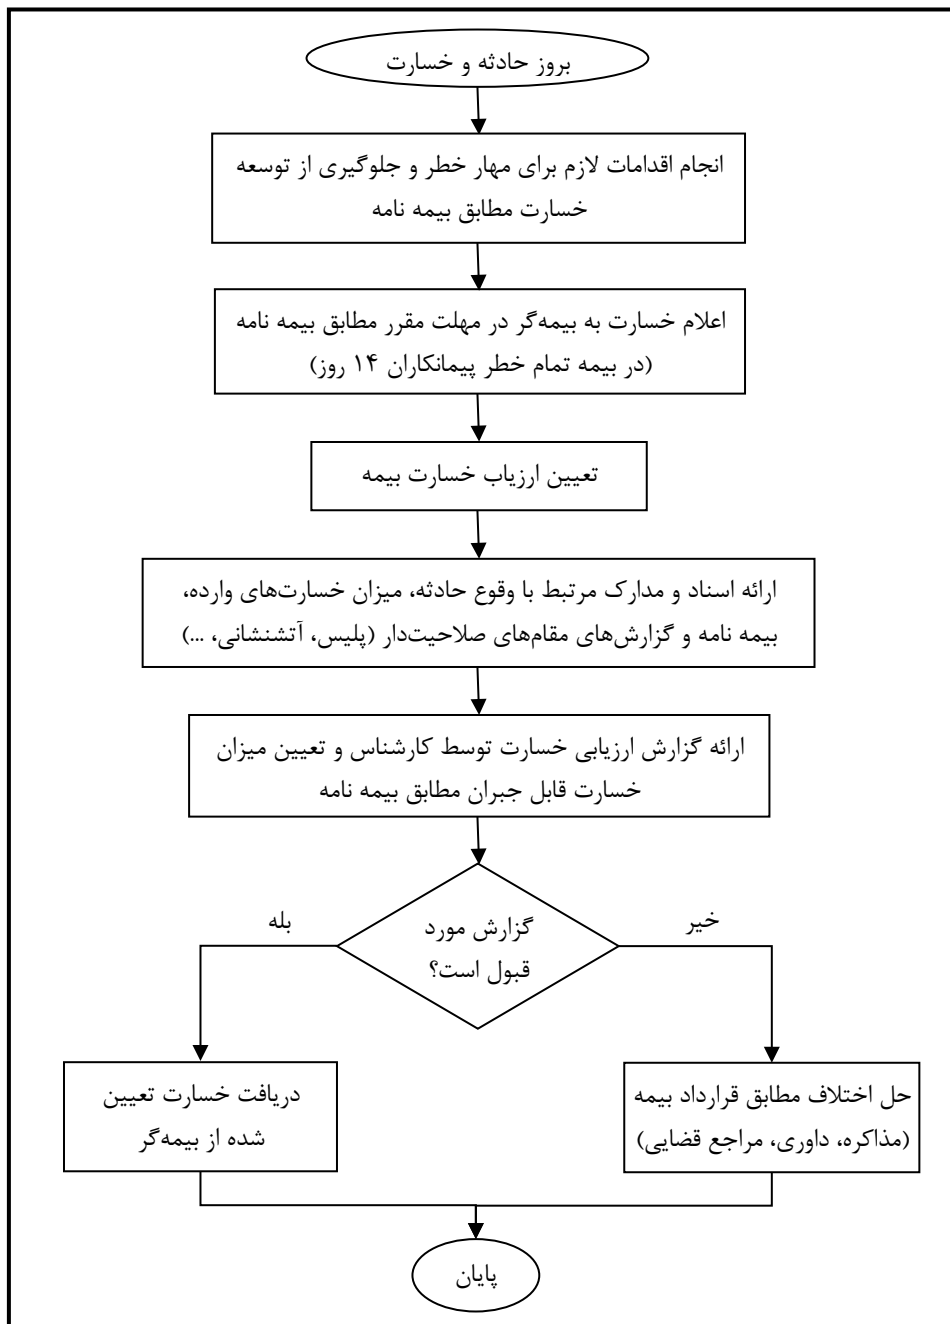 بروز حادثه و خسارت
انجام اقدامات لازم برای مهار خطر و جلوگیری از توسعه
خسارت مطابق بیمه نامه
اعلام خسارت به بیمه‌گر در مهلت مقرر مطابق بیمه نامه
(در بیمه تمام خطر پیمانکاران ۱۴ روز)
تعیین ارزیاب خسارت بیمه
ارائه اسناد و مدارک مرتبط با وقوع حادثه، میزان خسارت‌های وارده،
بیمه نامه و گزارش‌های مقام‌های صلاحیت‌دار (پلیس، آتشنشانی، ...)
ارائه گزارش ارزیابی خسارت توسط کارشناس و تعیین میزان
خسارت قابل جبران مطابق بیمه نامه
گزارش مورد
قبول است؟
خیر
بله
حل اختلاف مطابق قرارداد بیمه
(مذاکره، داوری، مراجع قضایی)
دریافت خسارت تعیین
شده از بیمه‌گر
پایان